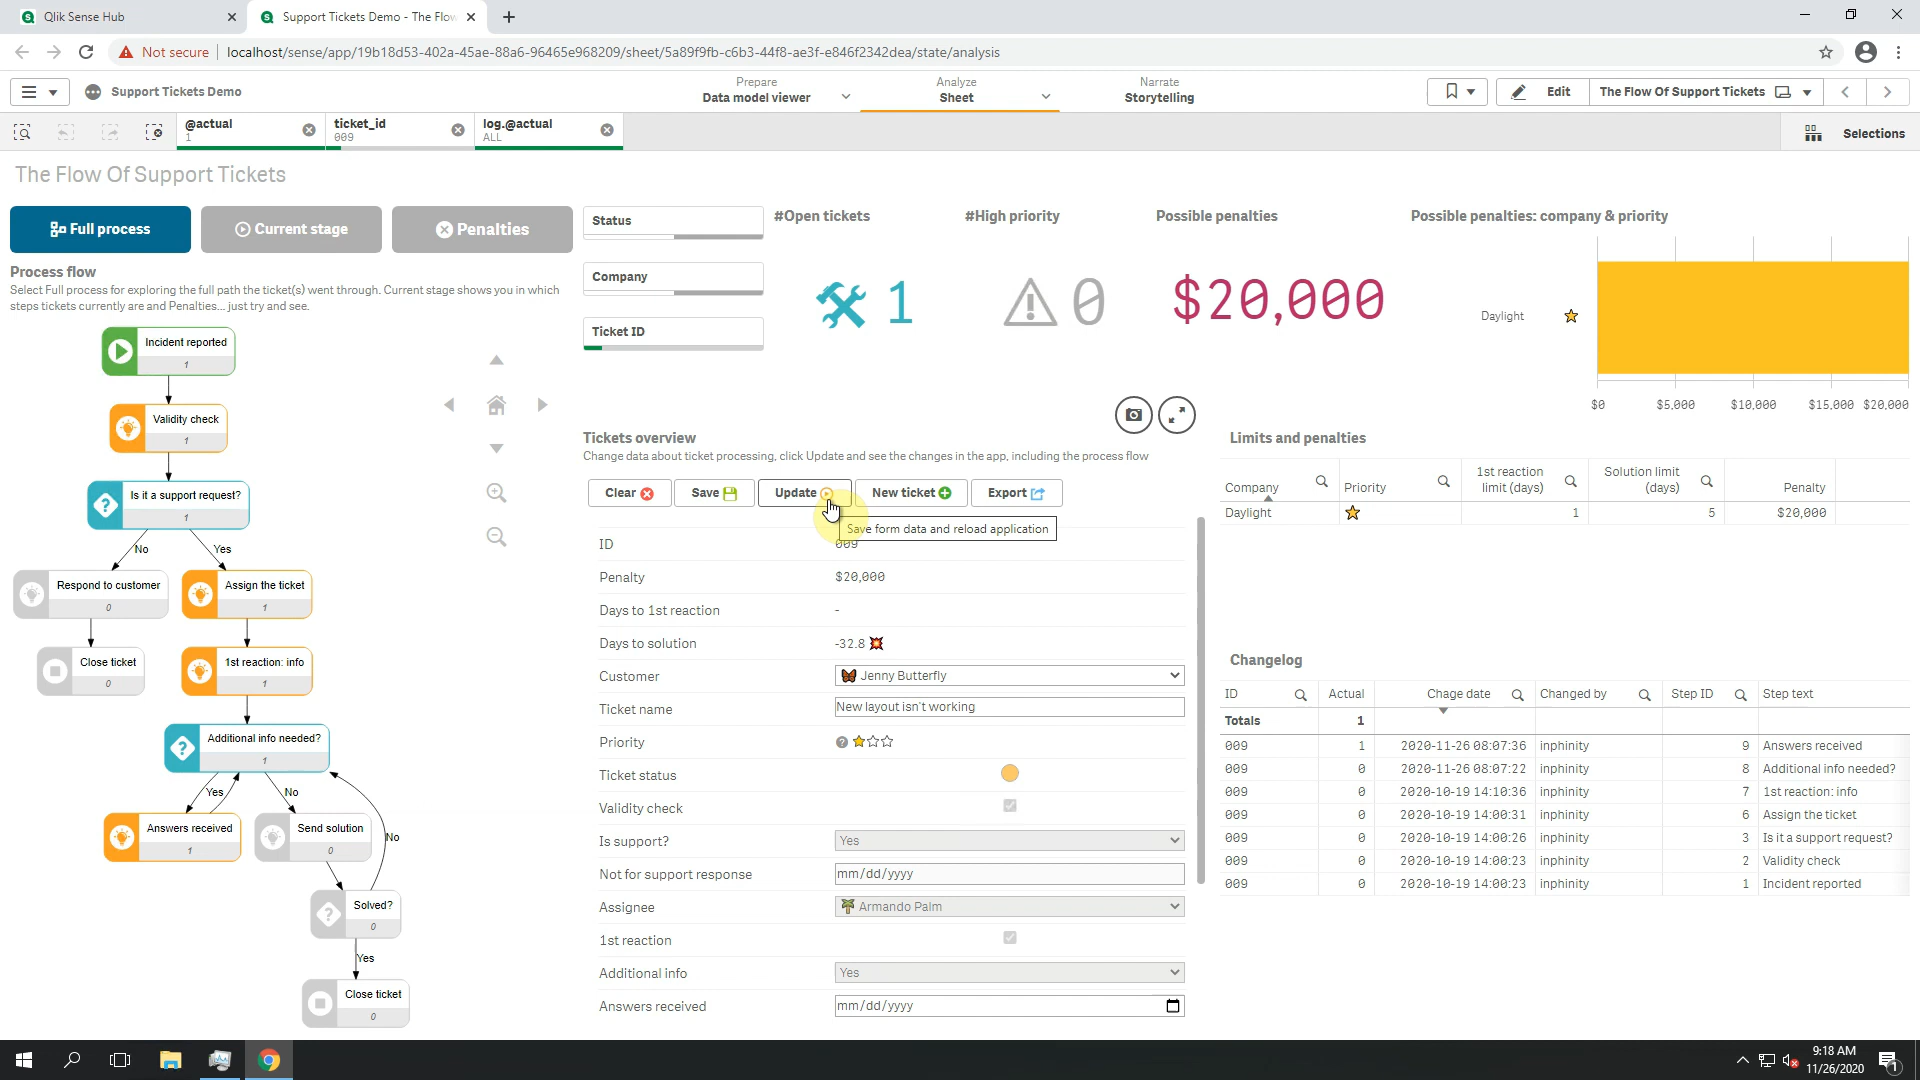 Qlik Sense Hub
Support Tickets Demo - The Flow
Not secure
localhost/sense/app/19b18d53-402a-45ae-88a6-96465e968209/sheet/5a89f9fb-c6b3-44f8-ae3f-e846f2342dea/state/analysis
Support Tickets Demo
Prepare
Data model viewer
Analyze
Sheet
Narrate
Storytelling
Edit
The Flow Of Support Tickets
@actual
1
ticket_id
009
log.@actual
ALL
Selections
The Flow Of Support Tickets
Full process
Current stage
Penalties
Process flow
Select Full process for exploring the full path the ticket(s) went through. Current stage shows you in which
steps tickets currently are and Penalties... just try and see.
Incident reported
1
Validity check
1
Is it a support request?
1
No
Yes
Respond to customer
0
Assign the ticket
1
Close ticket
0
1st reaction: info
1
Additional info needed?
1
Yes
No
Answers received
1
Send solution
0
No
Solved?
0
Yes
Close ticket
0
Status
Company
Ticket ID
#Open tickets
1
#High priority
0
Possible penalties
$20,000
Possible penalties: company & priority
Daylight
$0
$5,000
$10,000
$15,000
$20,000
Tickets overview
Change data about ticket processing, click Update and see the changes in the app, including the process flow
Clear
Save
Update
New ticket
Export
Save form data and reload application
ID
009
Penalty
$20,000
Days to 1st reaction
-
Days to solution
-32.8
Customer
Jenny Butterfly
Ticket name
New layout isn't working
Priority
Ticket status
Validity check
Is support?
Yes
Not for support response
mm/dd/yyyy
Assignee
Armando Palm
1st reaction
Additional info
Yes
Answers received
mm/dd/yyyy
Limits and penalties
Company
Priority
1st reaction
limit (days)
Solution limit
(days)
Penalty
Daylight
1
5
$20,000
Changelog
ID
Actual
Chage date
Changed by
Step ID
Step text
Totals
1
009 1 2020-11-26 08:07:36 inphinity 9 Answers received
009 0 2020-11-26 08:07:22 inphinity 8 Additional info needed?
009 0 2020-10-19 14:10:36 inphinity 7 1st reaction: info
009 0 2020-10-19 14:00:31 inphinity 6 Assign the ticket
009 0 2020-10-19 14:00:26 inphinity 3 Is it a support request?
009 0 2020-10-19 14:00:23 inphinity 2 Validity check
009 0 2020-10-19 14:00:23 inphinity 1 Incident reported
9:18 AM
11/26/2020
1